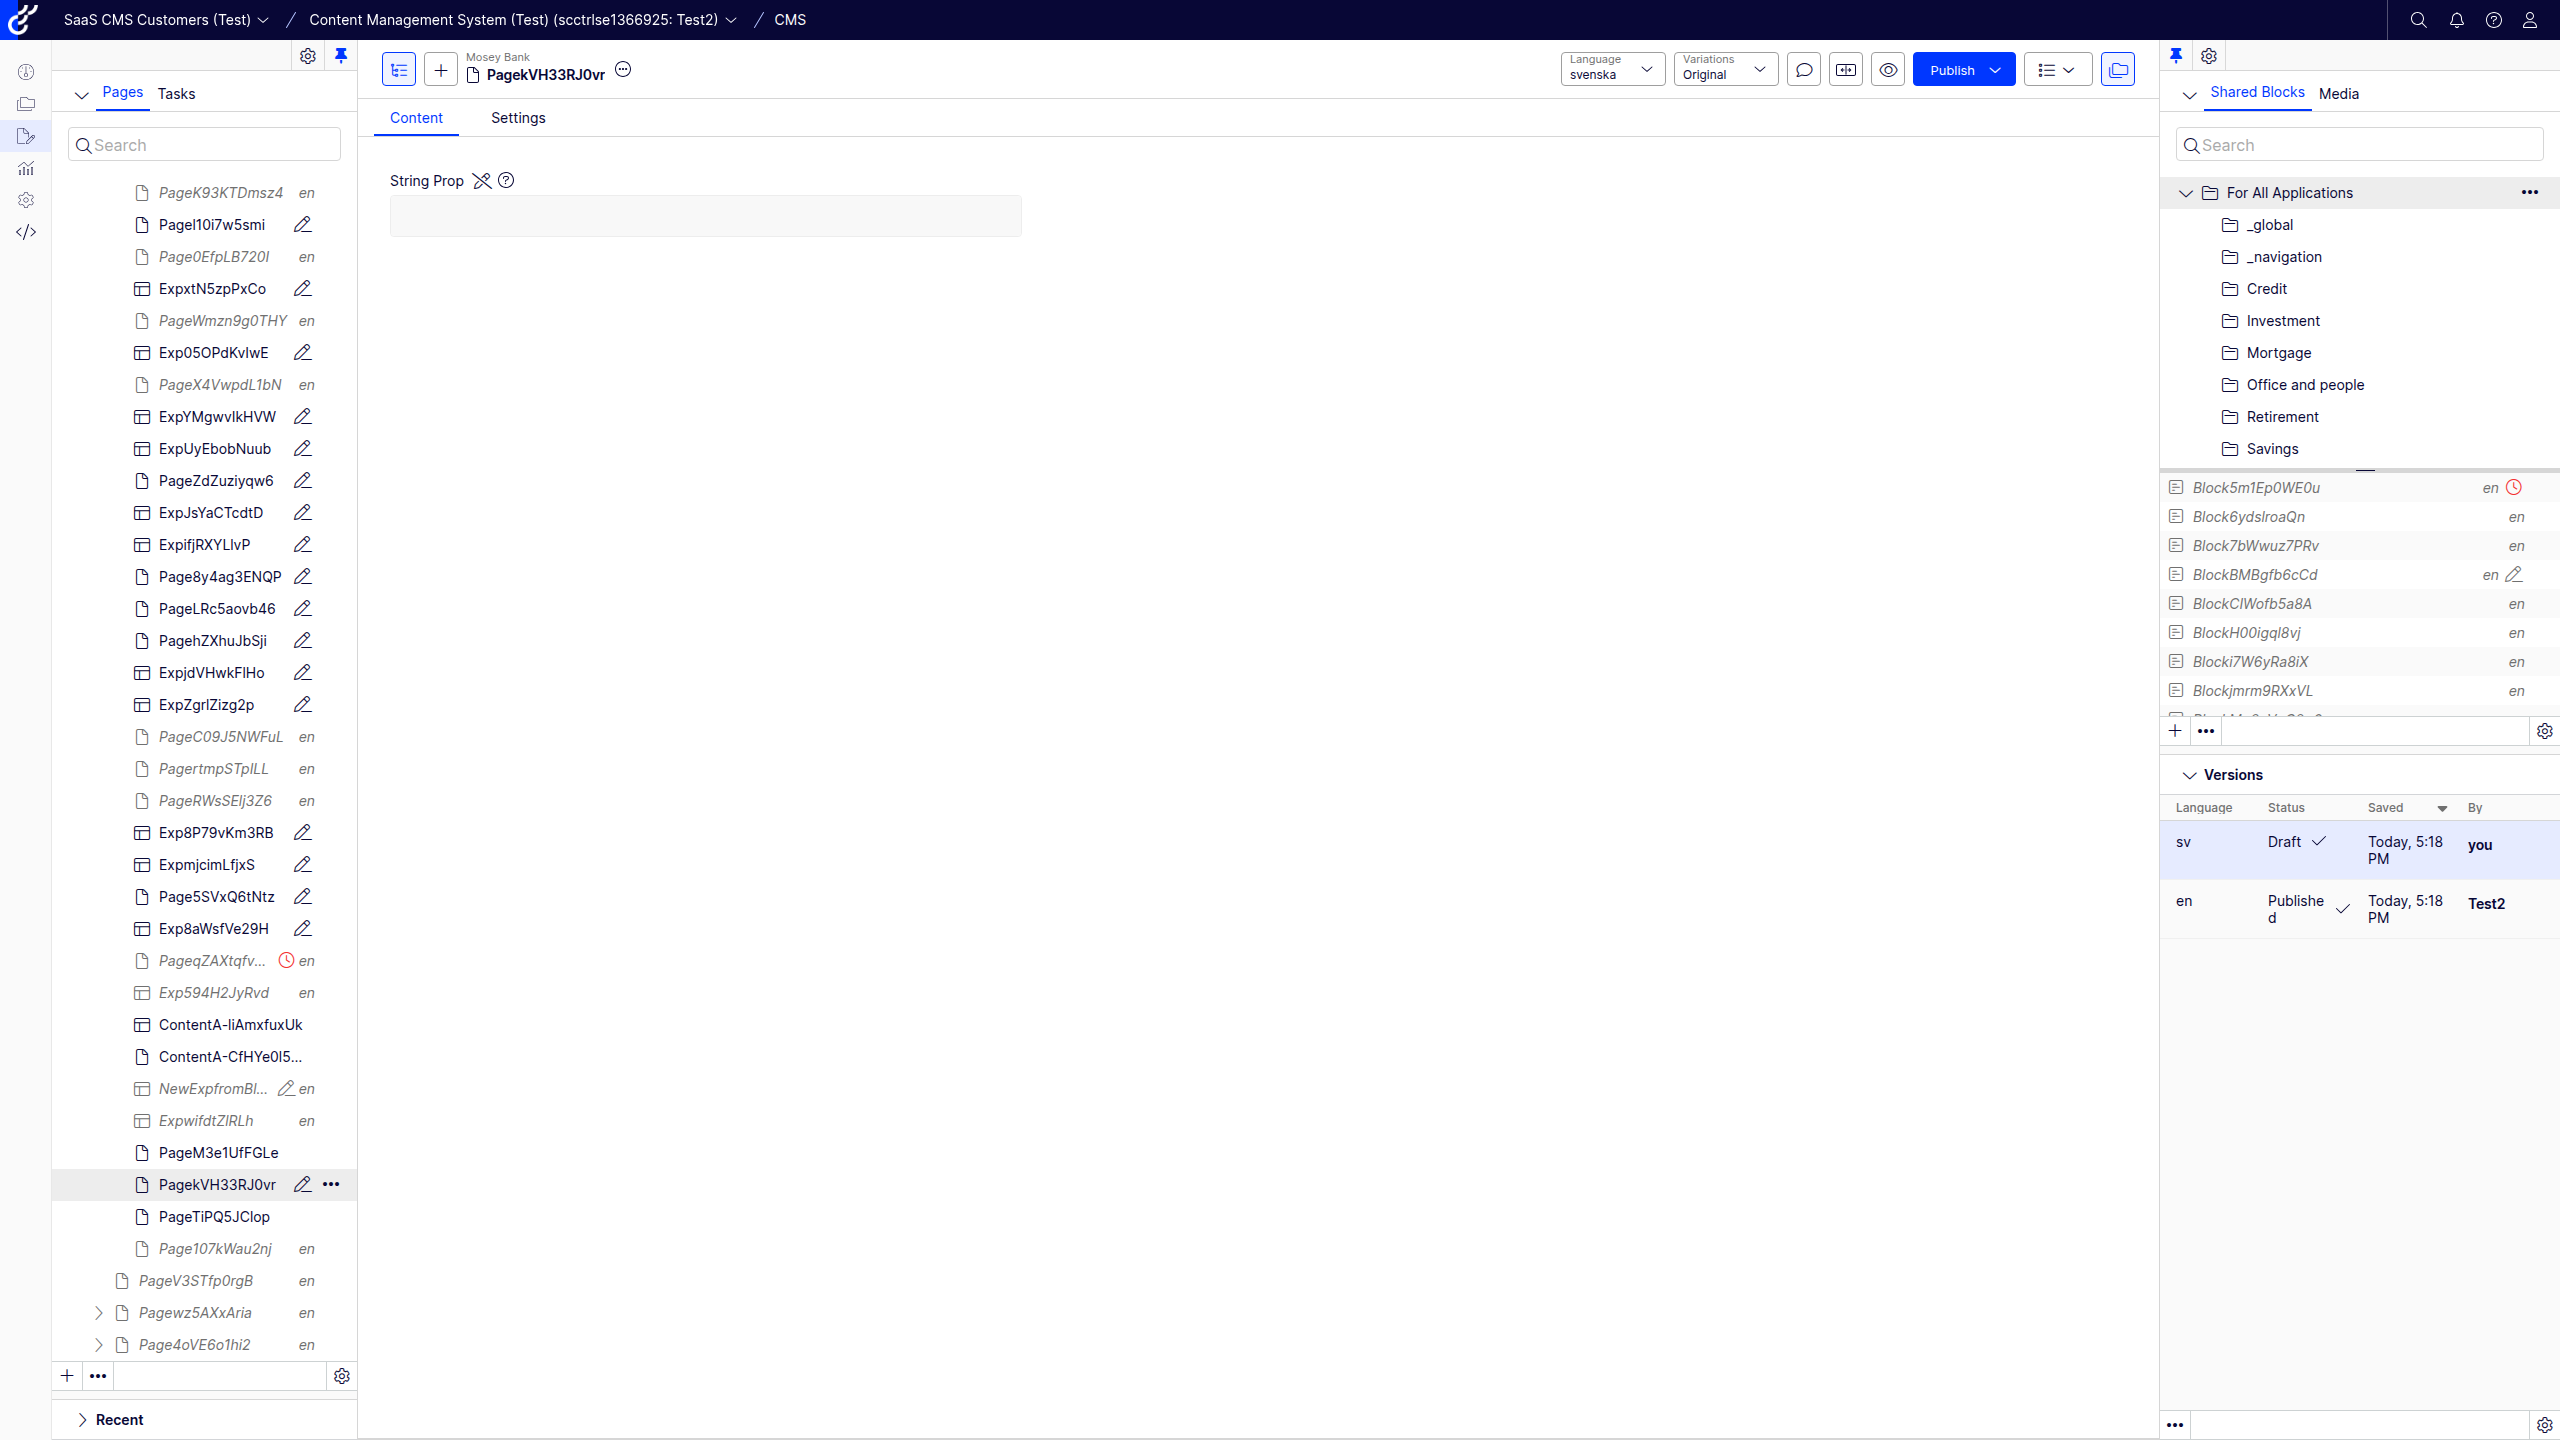 SaaS CMS Customers (Test) / Content Management System (Test) (scctrlse1366925: Test2) / CMS
Pages Tasks
Search
PageK93KTDmsz4 en
Pagel10i7w5smi
Page0EfpLB720I en
ExpxtN5zpPxCo
PageWmzn9g0THY en
Exp05OPdKvIwE
PageX4VwpdL1bN en
ExpYMgwvlkHVW
ExpUyEbobNuub
PageZdZuziyqw6
ExpJsYaCTcdtD
ExpifjRXYLlvP
Page8y4ag3ENQP
PageLRc5aovb46
PagehZXhuJbSji
ExpjdVHwkFlHo
ExpZgrlZizg2p
PageC09J5NWFuL en
PagertmpSTplLL en
PageRWsSElj3Z6 en
Exp8P79vKm3RB
ExpmjcimLfjxS
Page5SVxQ6tNtz
Exp8aWsfVe29H
PageqZAXtqfv... en
Exp594H2JyRvd en
ContentA-liAmxfuxUk
ContentA-CfHYe0l5...
NewExpfromBl... en
ExpwifdtZlRLh en
PageM3e1UfFGLe
PagekVH33RJ0vr
PageTiPQ5JClop
Page107kWau2nj en
PageV3STfp0rgB en
Pagewz5AXxAria en
Page4oVE6o1hi2 en
Recent
Mosey Bank
PagekVH33RJ0vr
Language
svenska
Variations
Original
Publish
Content Settings
String Prop
Shared Blocks Media
Search
For All Applications
_global
_navigation
Credit
Investment
Mortgage
Office and people
Retirement
Savings
Block5m1Ep0WE0u en
Block6ydslroaQn en
Block7bWwuz7PRv en
BlockBMBgfb6cCd en
BlockClWofb5a8A en
BlockH00igql8vj en
Blocki7W6yRa8iX en
Blockjmrm9RXxVL en
Versions
Language Status Saved By
sv Draft Today, 5:18 PM you
en Published Today, 5:18 PM Test2